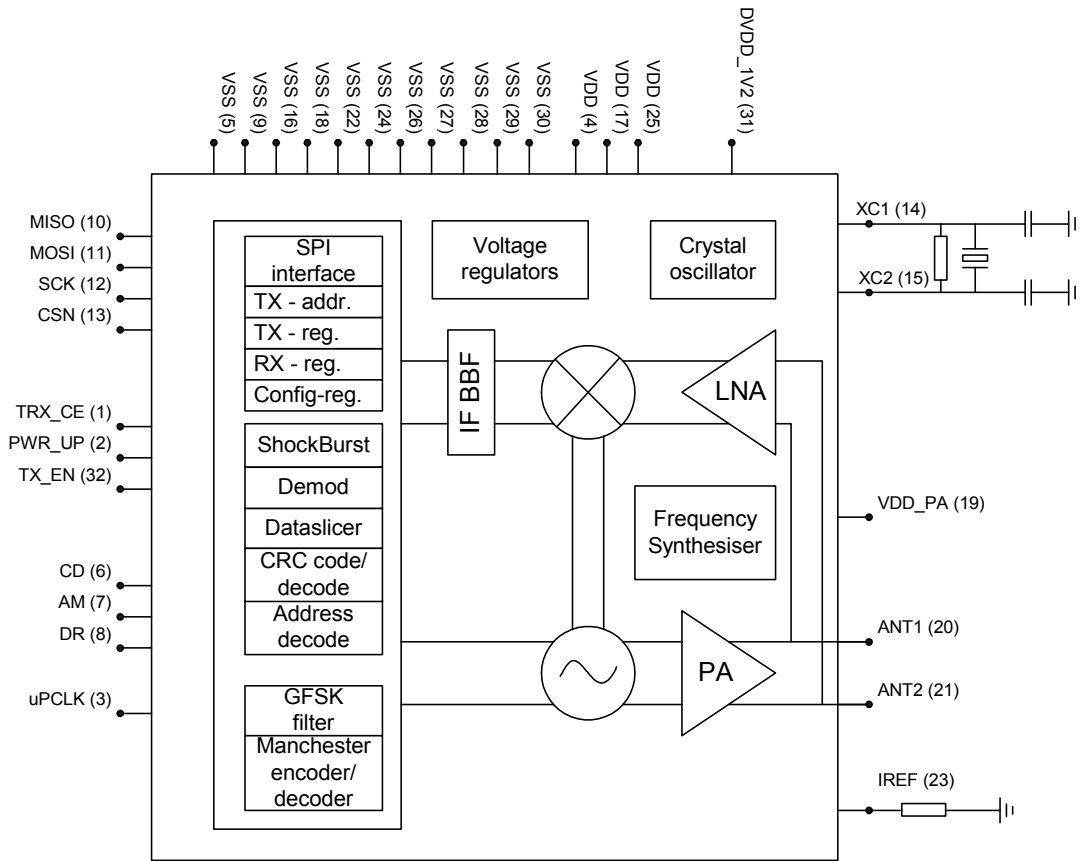 VSS (5)
VSS (9)
VSS (16)
VSS (18)
VSS (22)
VSS (24)
VSS (26)
VSS (27)
VSS (28)
VSS (29)
VSS (30)
VDD (4)
VDD (17)
VDD (25)
DVDD_1V2 (31)
MISO (10)
MOSI (11)
SCK (12)
CSN (13)
TRX_CE (1)
PWR_UP (2)
TX_EN (32)
CD (6)
AM (7)
DR (8)
uPCLK (3)
SPI
interface
TX - addr.
TX - reg.
RX - reg.
Config-reg.
ShockBurst
Demod
Dataslicer
CRC code/
decode
Address
decode
GFSK
filter
Manchester
encoder/
decoder
Voltage
regulators
Crystal
oscillator
IF BBF
LNA
Frequency
Synthesiser
PA
XC1 (14)
XC2 (15)
VDD_PA (19)
ANT1 (20)
ANT2 (21)
IREF (23)